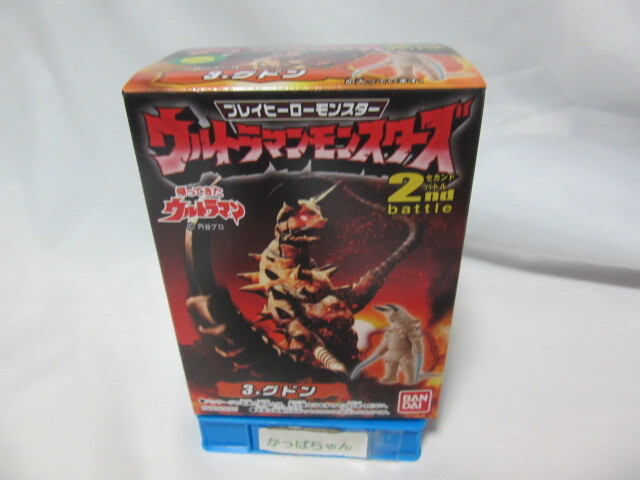 3.グドン
プレイヒーローモンスター
ウルトラマンモンスターズ
セカンド
バトル
2nd
battle
帰ってきた
ウルトラマン
©円谷プロ
3.グドン
BAN
DAI
かっぱちゃん